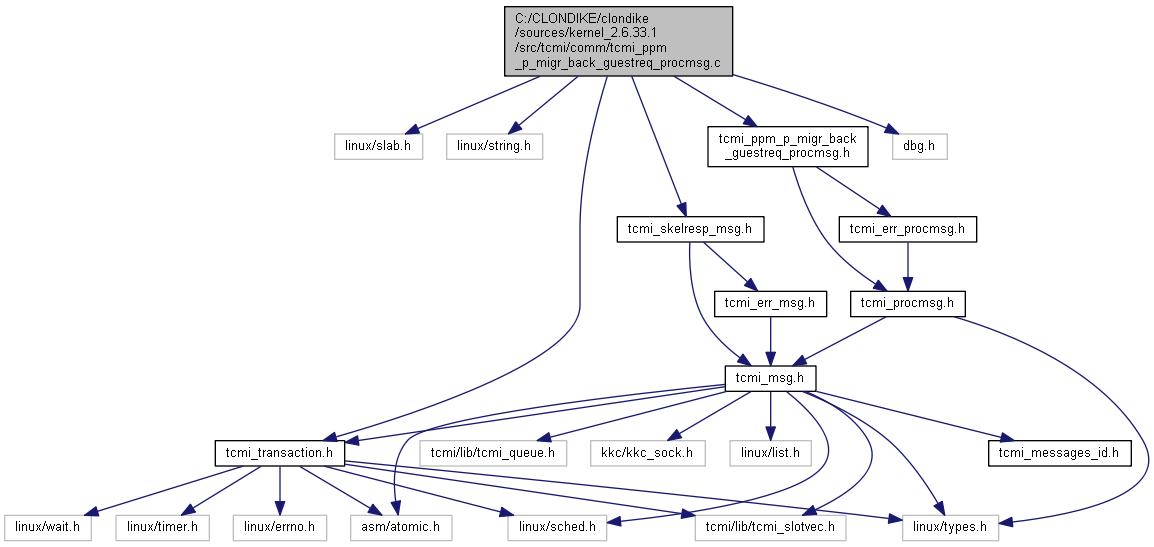 C:/CLONDIKE/clondike
/sources/kernel_2.6.33.1
/src/tcmi/comm/tcmi_ppm
_p_migr_back_guestreq_procmsg.c
linux/slab.h
linux/string.h
tcmi_ppm_p_migr_back
_guestreq_procmsg.h
dbg.h
tcmi_skelresp_msg.h
tcmi_err_procmsg.h
tcmi_err_msg.h
tcmi_procmsg.h
tcmi_msg.h
tcmi_transaction.h
tcmi/lib/tcmi_queue.h
kkc/kkc_sock.h
linux/list.h
tcmi_messages_id.h
linux/wait.h
linux/timer.h
linux/errno.h
asm/atomic.h
linux/sched.h
tcmi/lib/tcmi_slotvec.h
linux/types.h